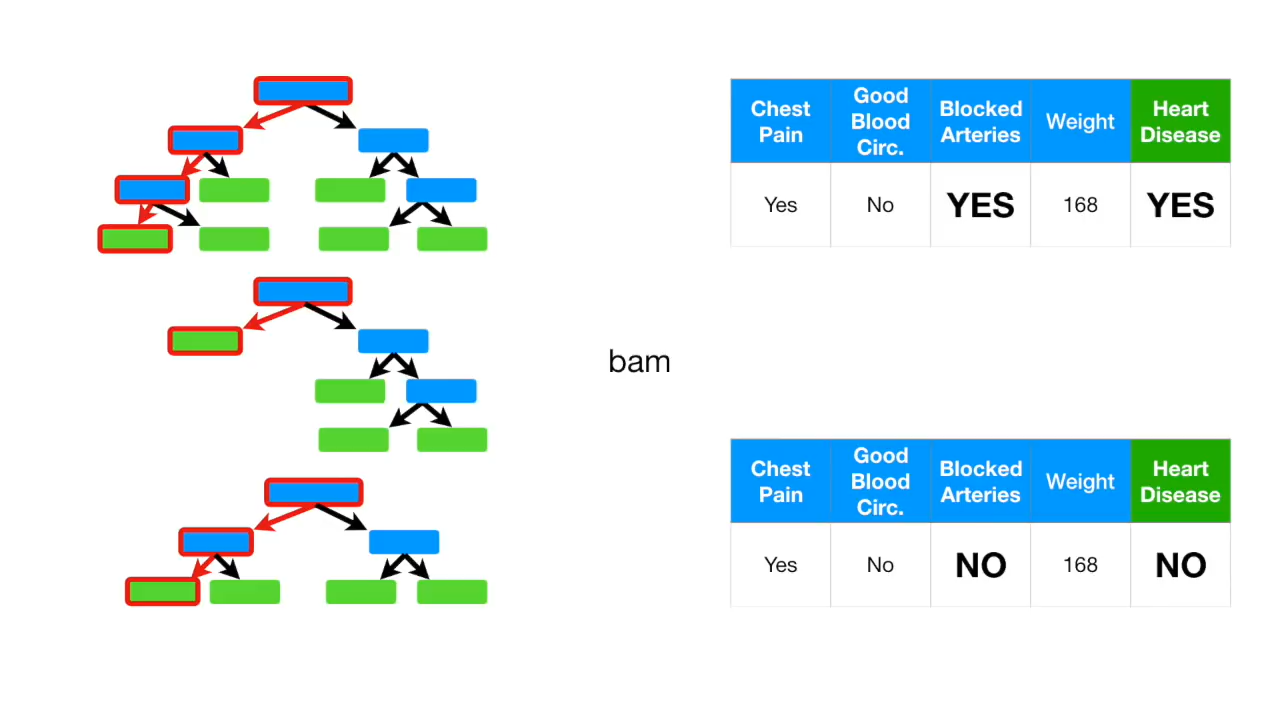 Chest Pain
Good Blood Circ.
Blocked Arteries
Weight
Heart Disease
Yes
No
YES
168
YES
bam
Chest Pain
Good Blood Circ.
Blocked Arteries
Weight
Heart Disease
Yes
No
NO
168
NO